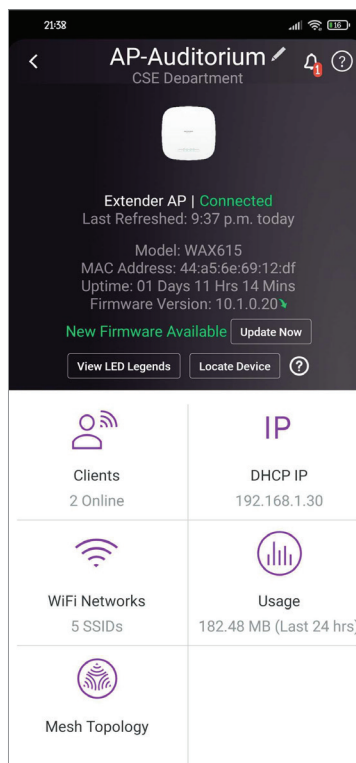 21:38
16
AP-Auditorium
1
?
CSE Department
Extender AP | Connected
Last Refreshed: 9:37 p.m. today
Model: WAX615
MAC Address: 44:a5:6e:69:12:df
Uptime: 01 Days 11 Hrs 14 Mins
Firmware Version: 10.1.0.20
New Firmware Available Update Now
View LED Legends Locate Device ?
IP
Clients DHCP IP
2 Online 192.168.1.30
WiFi Networks Usage
5 SSIDs 182.48 MB (Last 24 hrs)
Mesh Topology